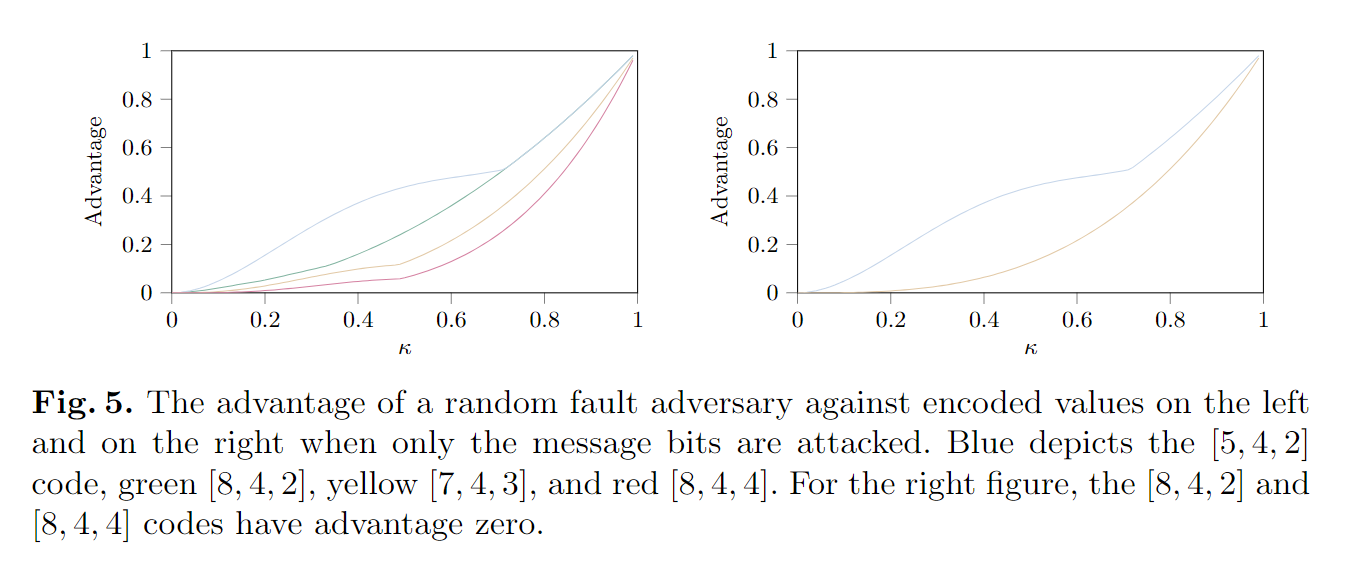 1
0.8
0.6
0.4
0.2
0
Advantage
0 0.2 0.4 0.6 0.8 1
κ
1
0.8
0.6
0.4
0.2
0
Advantage
0 0.2 0.4 0.6 0.8 1
κ
Fig. 5. The advantage of a random fault adversary against encoded values on the left
and on the right when only the message bits are attacked. Blue depicts the [5, 4, 2]
code, green [8, 4, 2], yellow [7, 4, 3], and red [8, 4, 4]. For the right figure, the [8, 4, 2] and
[8, 4, 4] codes have advantage zero.